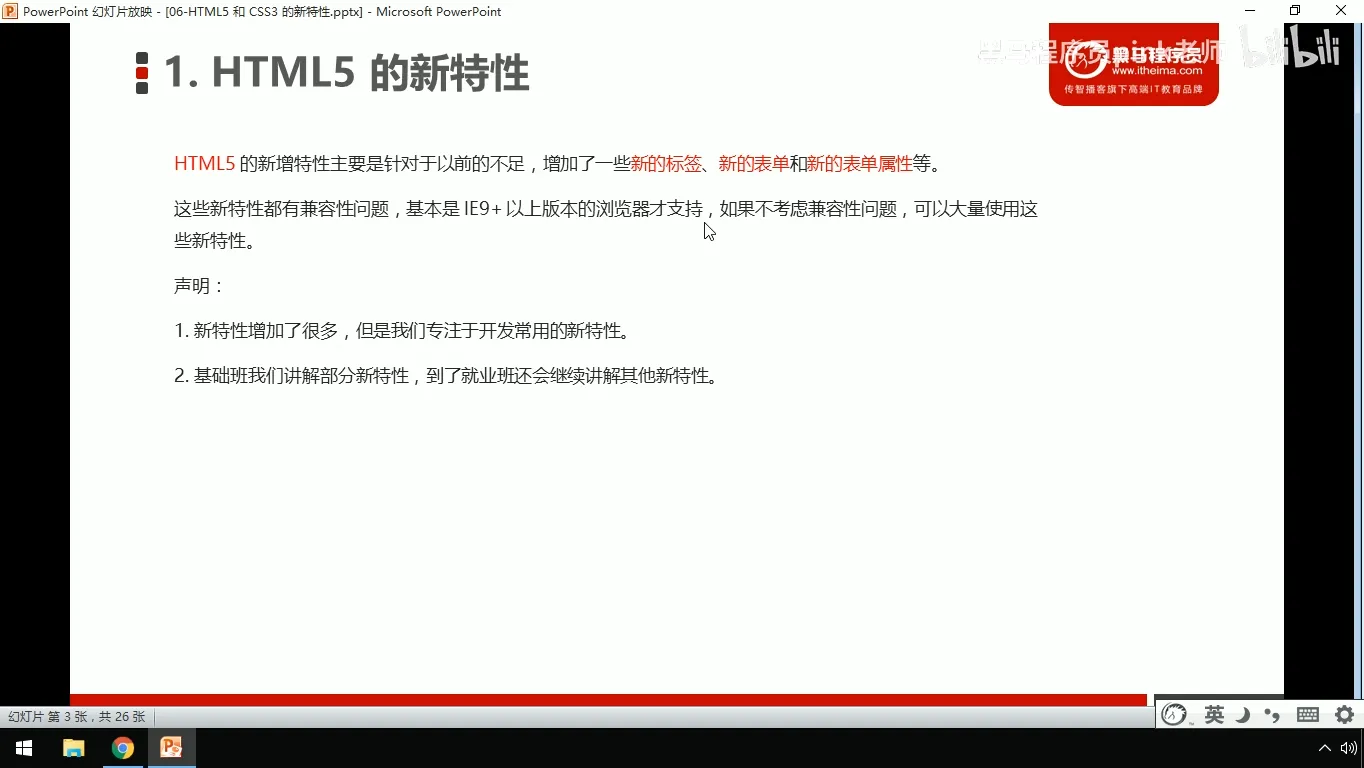 PowerPoint 幻灯片放映 - [06-HTML5 和 CSS3 的新特性.pptx] - Microsoft PowerPoint
1. HTML5 的新特性
黑马程序员pink老师
bilibili
黑马程序员
www.itheima.com
传智播客旗下高端IT教育品牌
HTML5 的新增特性主要是针对于以前的不足，增加了一些新的标签、新的表单和新的表单属性等。
这些新特性都有兼容性问题，基本是 IE9+ 以上版本的浏览器才支持，如果不考虑兼容性问题，可以大量使用这
些新特性。
声明：
1. 新特性增加了很多，但是我们专注于开发常用的新特性。
2. 基础班我们讲解部分新特性，到了就业班还会继续讲解其他新特性。
幻灯片 第 3 张，共 26 张
英